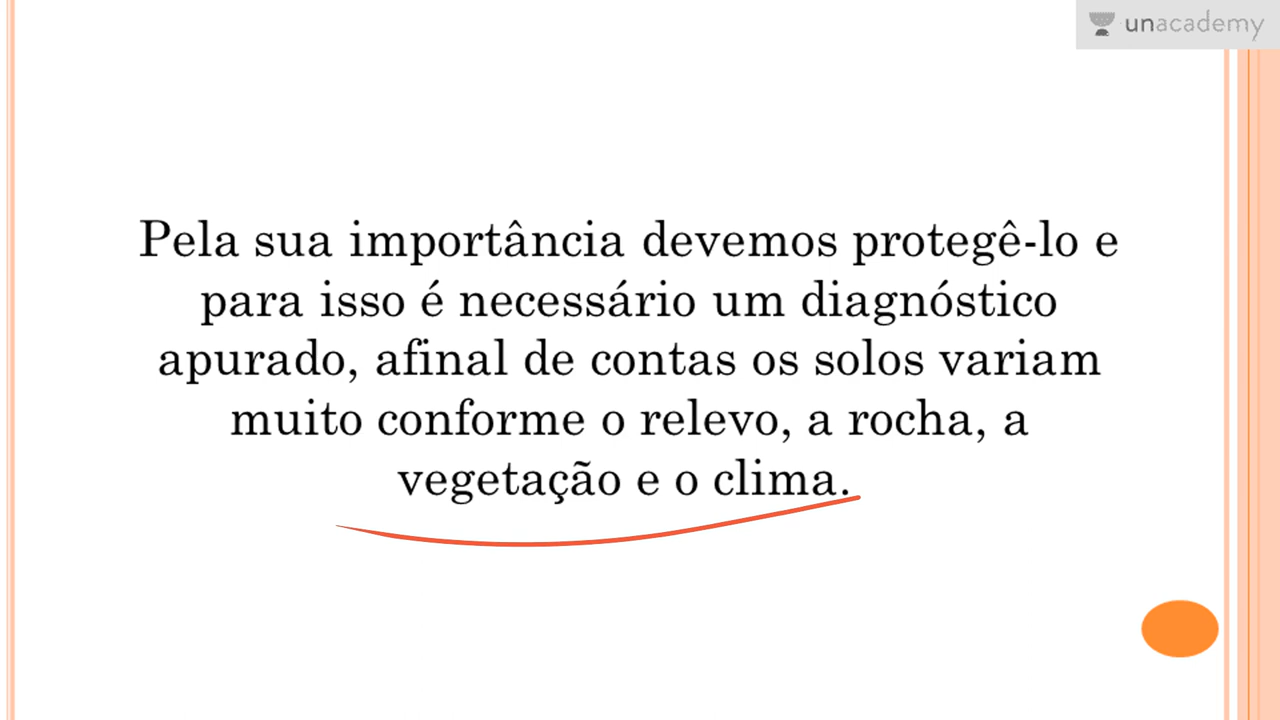 unacademy
Pela sua importância devemos protegê-lo e
para isso é necessário um diagnóstico
apurado, afinal de contas os solos variam
muito conforme o relevo, a rocha, a
vegetação e o clima.